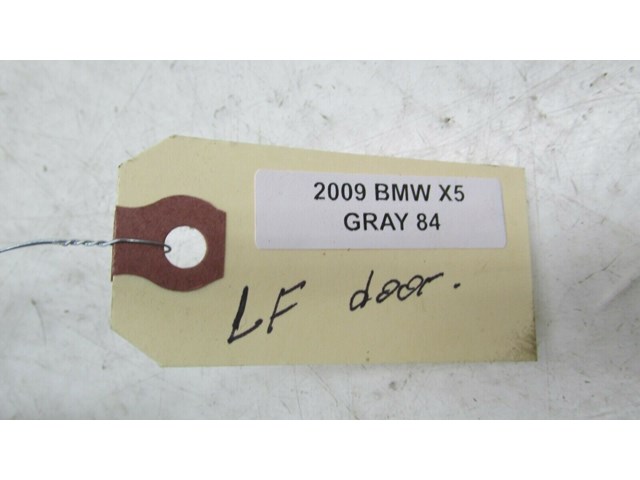 2009 BMW X5
GRAY 84
LF door.